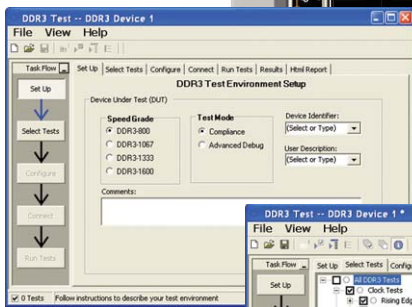 DDR3 Test -- DDR3 Device 1
File View Help
Task Flow
Set Up Select Tests Configure Connect Run Tests Results Html Report
Set Up
Select Tests
Configure
Connect
Run Tests
DDR3 Test Environment Setup
Device Under Test (DUT)
Speed Grade
DDR3-800
DDR3-1067
DDR3-1333
DDR3-1600
Test Mode
Compliance
Advanced Debug
Device Identifier:
(Select or Type)
User Description:
(Select or Type)
Comments:
0 Tests Follow instructions to describe your test environment
DDR3 Test -- DDR3 Device 1 *
File View Help
Task Flow
Set Up Select Tests Config
Set Up
All DDR3 Tests
Clock Tests
Rising Edg